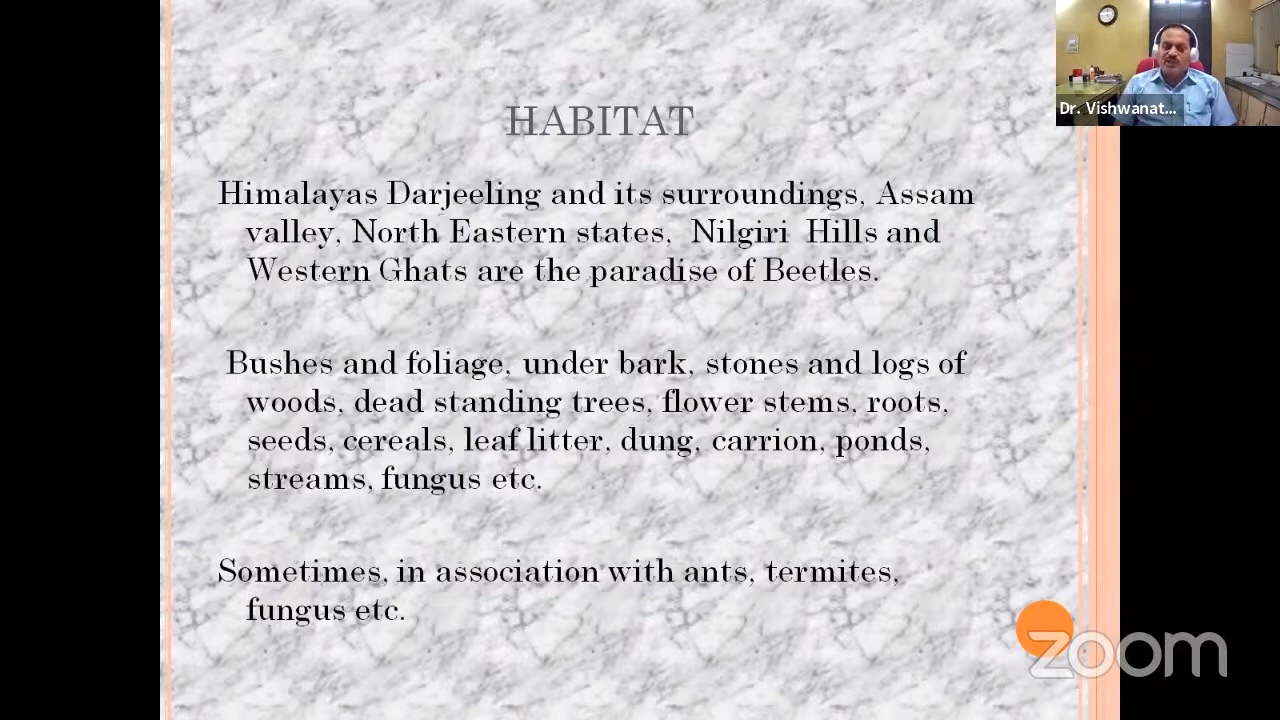 Dr. Vishwanat...
HABITAT
Himalayas Darjeeling and its surroundings, Assam
valley, North Eastern states, Nilgiri Hills and
Western Ghats are the paradise of Beetles.
Bushes and foliage, under bark, stones and logs of
woods, dead standing trees, flower stems, roots,
seeds, cereals, leaf litter, dung, carrion, ponds,
streams, fungus etc.
Sometimes, in association with ants, termites,
fungus etc.
zoom